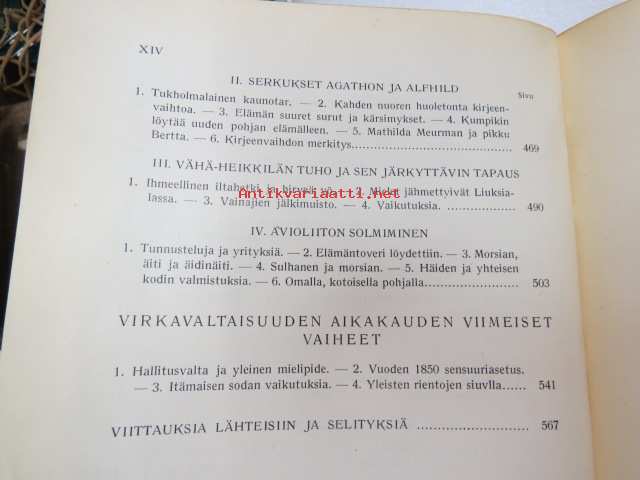 XIV
II. SERKUKSET AGATHON JA ALFHILD
Sivu
1. Tukholmalainen kaunotar. — 2. Kahden nuoren huoletonta kirjeen-
vaihtoa. — 3. Elämän suuret surut ja kärsimykset. — 4. Kumpikin
löytää uuden pohjan elämälleen. — 5. Mathilda Meurman ja pikku
Bertta. — 6. Kirjeenvaihdon merkitys 469
III. VÄHÄ-HEIKKILÄN TUHO JA SEN JÄRKYTTÄVIN TAPAUS
1. Ihmeellinen iltahetki ja hirveä yö. — 2. Mielet jähmettyivät Liuksia-
lassa. — 3. Vainajien jälkimuisto. — 4. Vaikutuksia. 490
Antikvariaatti.net
IV. AVIOLIITON SOLMIMINEN
1. Tunnusteluja ja yrityksiä. — 2. Elämäntoveri löydettiin. — 3. Morsian,
äiti ja äidinäiti. — 4. Sulhanen ja morsian. — 5. Häiden ja yhteisen
kodin valmistuksia. — 6. Omalla, kotoisella pohjalla 503
VIRKAVALTAISUUDEN AIKAKAUDEN VIIMEISET
VAIHEET
1. Hallitusvalta ja yleinen mielipide. — 2. Vuoden 1850 sensuuriasetus.
— 3. Itämaisen sodan vaikutuksia. — 4. Yleisten rientojen siuvlla 541
VIITTAUKSIA LÄHTEISIIN JA SELITYKSIÄ 567